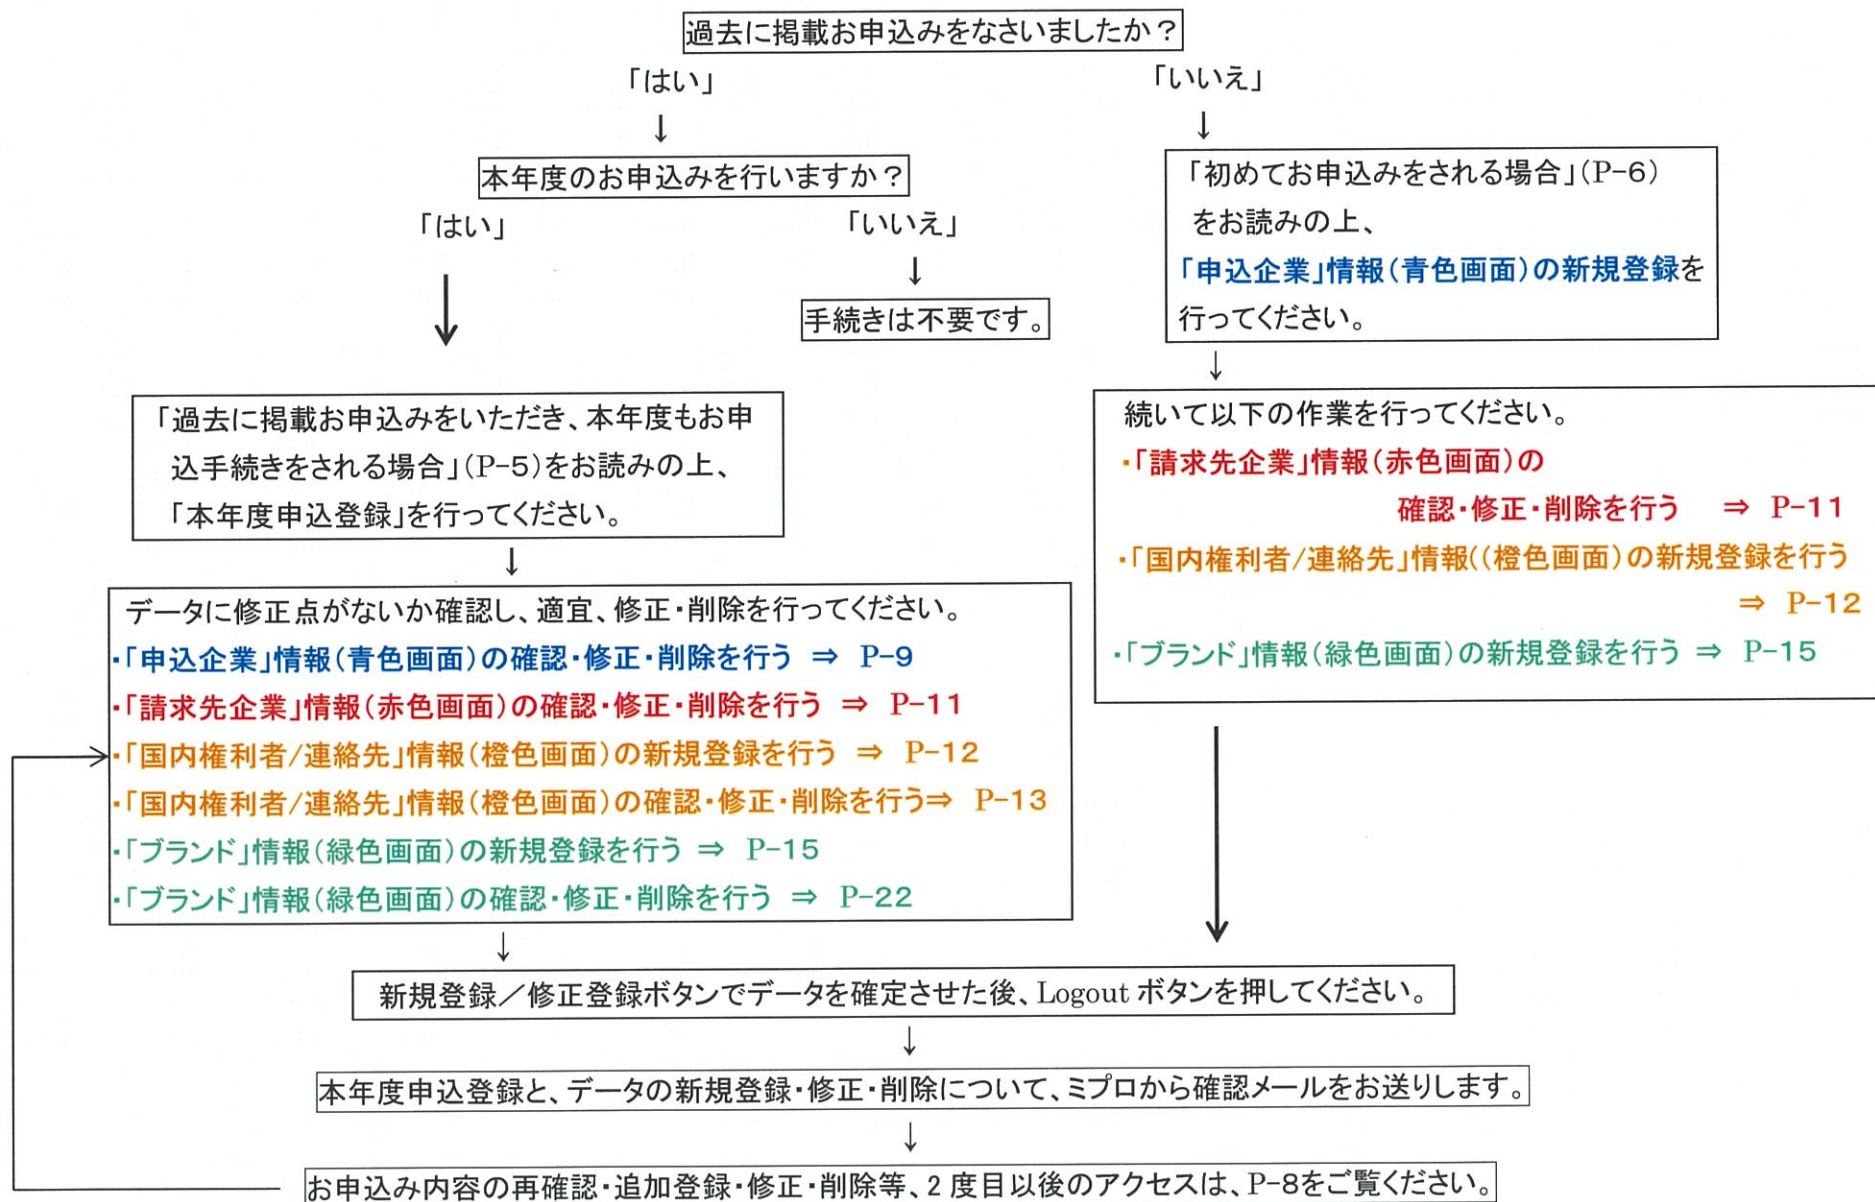 過去に掲載お申込みをなさいましたか？
「はい」
「いいえ」
↓
↓
本年度のお申込みを行いますか？
「はい」
「いいえ」
↓
↓
手続きは不要です。
「初めてお申込みをされる場合」(P-6)
をお読みの上、
「申込企業」情報(青色画面)の新規登録を
行ってください。
↓
「過去に掲載お申込みをいただき、本年度もお申
込手続きをされる場合」(P-5)をお読みの上、
「本年度申込登録」を行ってください。
↓
続いて以下の作業を行ってください。
・「請求先企業」情報(赤色画面)の
確認・修正・削除を行う ⇒ P-11
・「国内権利者/連絡先」情報((橙色画面)の新規登録を行う
⇒ P-12
・「ブランド」情報(緑色画面)の新規登録を行う ⇒ P-15
データに修正点がないか確認し、適宜、修正・削除を行ってください。
・「申込企業」情報(青色画面)の確認・修正・削除を行う ⇒ P-9
・「請求先企業」情報(赤色画面)の確認・修正・削除を行う ⇒ P-11
・「国内権利者/連絡先」情報(橙色画面)の新規登録を行う ⇒ P-12
・「国内権利者/連絡先」情報(橙色画面)の確認・修正・削除を行う⇒ P-13
・「ブランド」情報(緑色画面)の新規登録を行う ⇒ P-15
・「ブランド」情報(緑色画面)の確認・修正・削除を行う ⇒ P-22
↓
↓
新規登録／修正登録ボタンでデータを確定させた後、Logout ボタンを押してください。
↓
本年度申込登録と、データの新規登録・修正・削除について、ミプロから確認メールをお送りします。
↓
お申込み内容の再確認・追加登録・修正・削除等、2 度目以後のアクセスは、P-8をご覧ください。